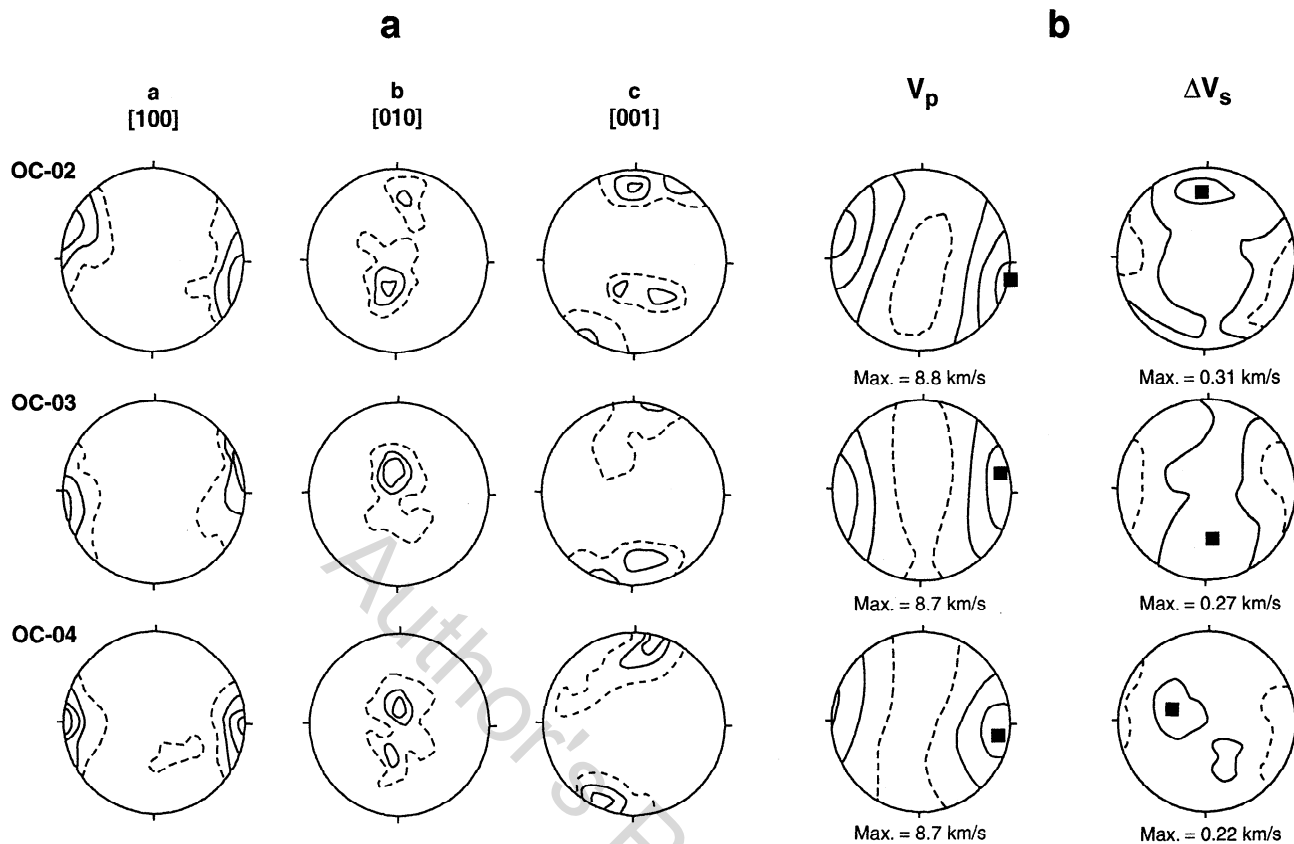 a
b
a
[100]
b
[010]
c
[001]
Vp
ΔVs
OC-02
Max. = 8.8 km/s
Max. = 0.31 km/s
OC-03
Max. = 8.7 km/s
Max. = 0.27 km/s
OC-04
Max. = 8.7 km/s
Max. = 0.22 km/s
Author's